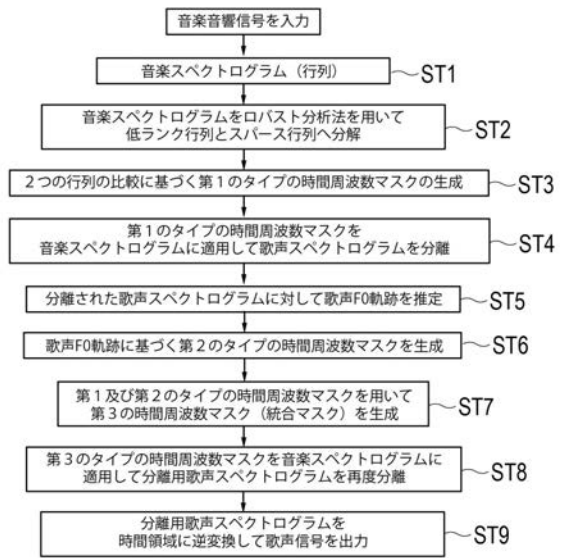 音楽音響信号を入力
音楽スペクトログラム（行列）
ST1
音楽スペクトログラムをロバスト分析法を用いて
低ランク行列とスパース行列へ分解
ST2
２つの行列の比較に基づく第１のタイプの時間周波数マスクの生成
ST3
第１のタイプの時間周波数マスクを
音楽スペクトログラムに適用して歌声スペクトログラムを分離
ST4
分離された歌声スペクトログラムに対して歌声F0軌跡を推定
ST5
歌声F0軌跡に基づく第２のタイプの時間周波数マスクを生成
ST6
第１及び第２のタイプの時間周波数マスクを用いて
第３の時間周波数マスク（統合マスク）を生成
ST7
第３のタイプの時間周波数マスクを音楽スペクトログラムに
適用して分離用歌声スペクトログラムを再度分離
ST8
分離用歌声スペクトログラムを
時間領域に逆変換して歌声信号を出力
ST9